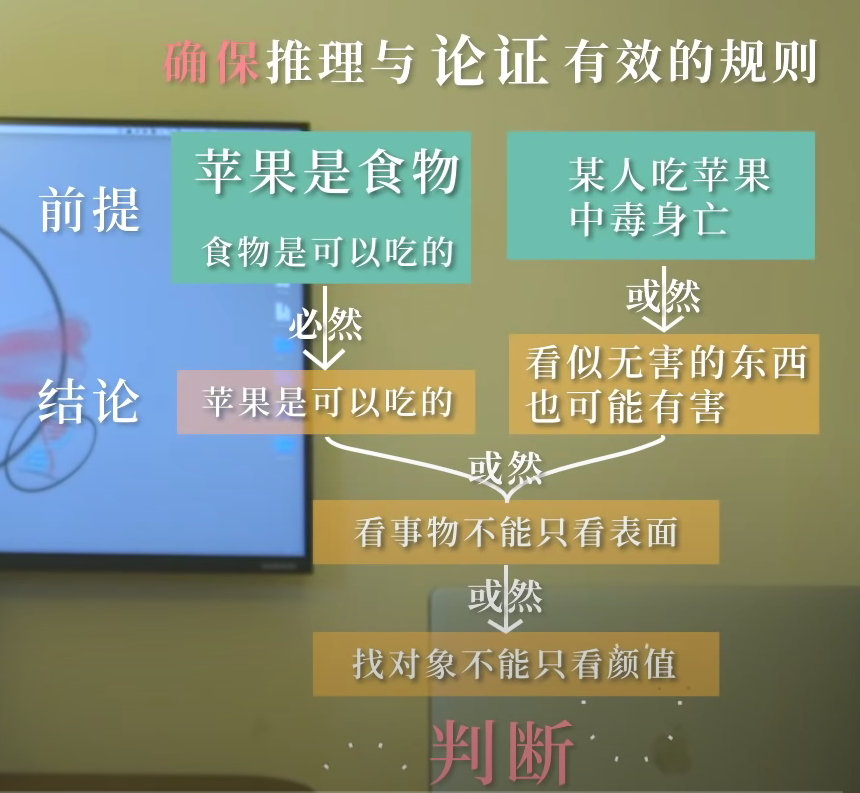 确保推理与论证有效的规则
前提
苹果是食物
食物是可以吃的
某人吃苹果
中毒身亡
必然
或然
结论
苹果是可以吃的
看似无害的东西
也可能有害
或然
看事物不能只看表面
或然
找对象不能只看颜值
判断